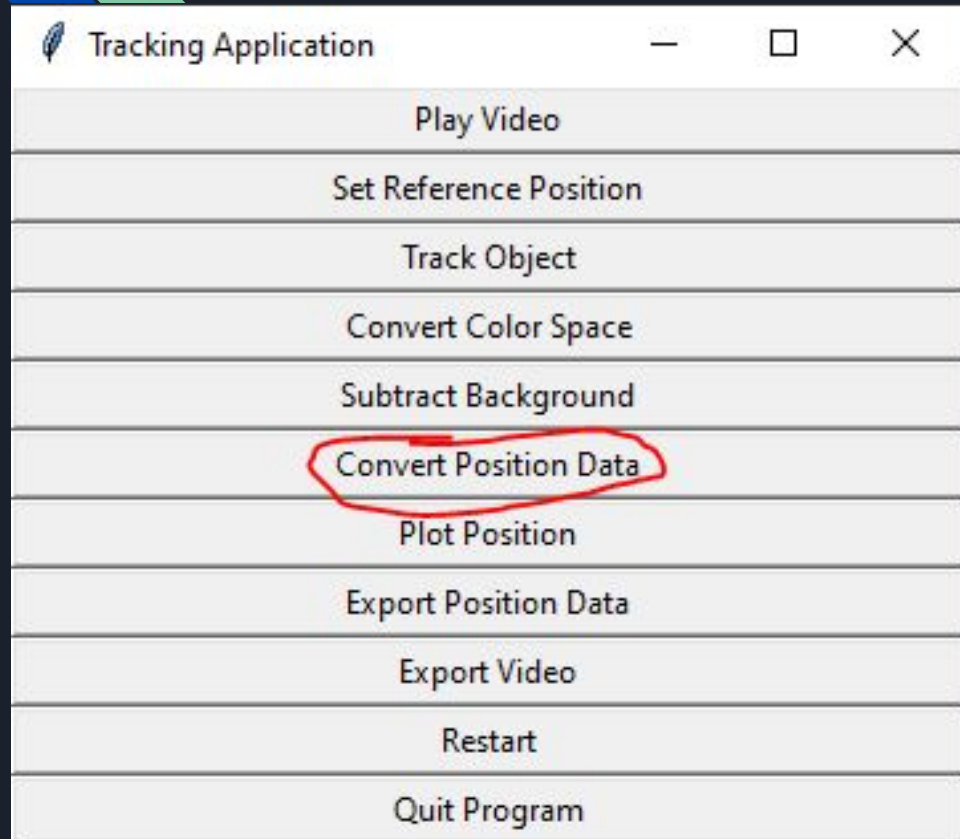 Tracking Application
Play Video
Set Reference Position
Track Object
Convert Color Space
Subtract Background
Convert Position Data
Plot Position
Export Position Data
Export Video
Restart
Quit Program